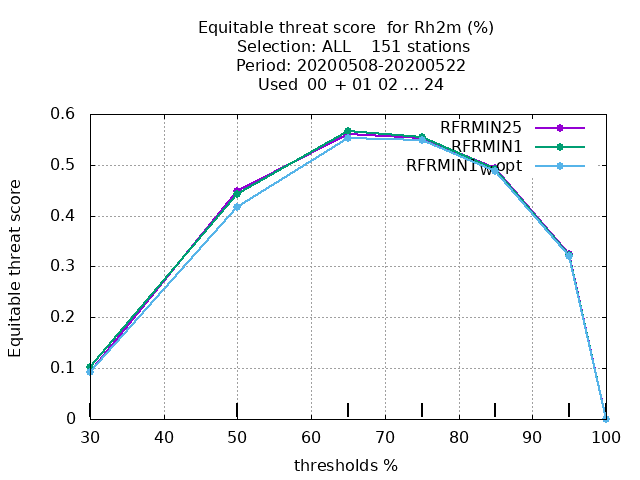 Equitable threat score  for Rh2m (%)
Selection: ALL    151 stations
Period: 20200508-20200522
Used  00 + 01 02 ... 24
RFRMIN25
RFRMIN1
RFRMIN1wopt
Equitable threat score
0.6
0.5
0.4
0.3
0.2
0.1
0
30 40 50 60 70 80 90 100
thresholds %